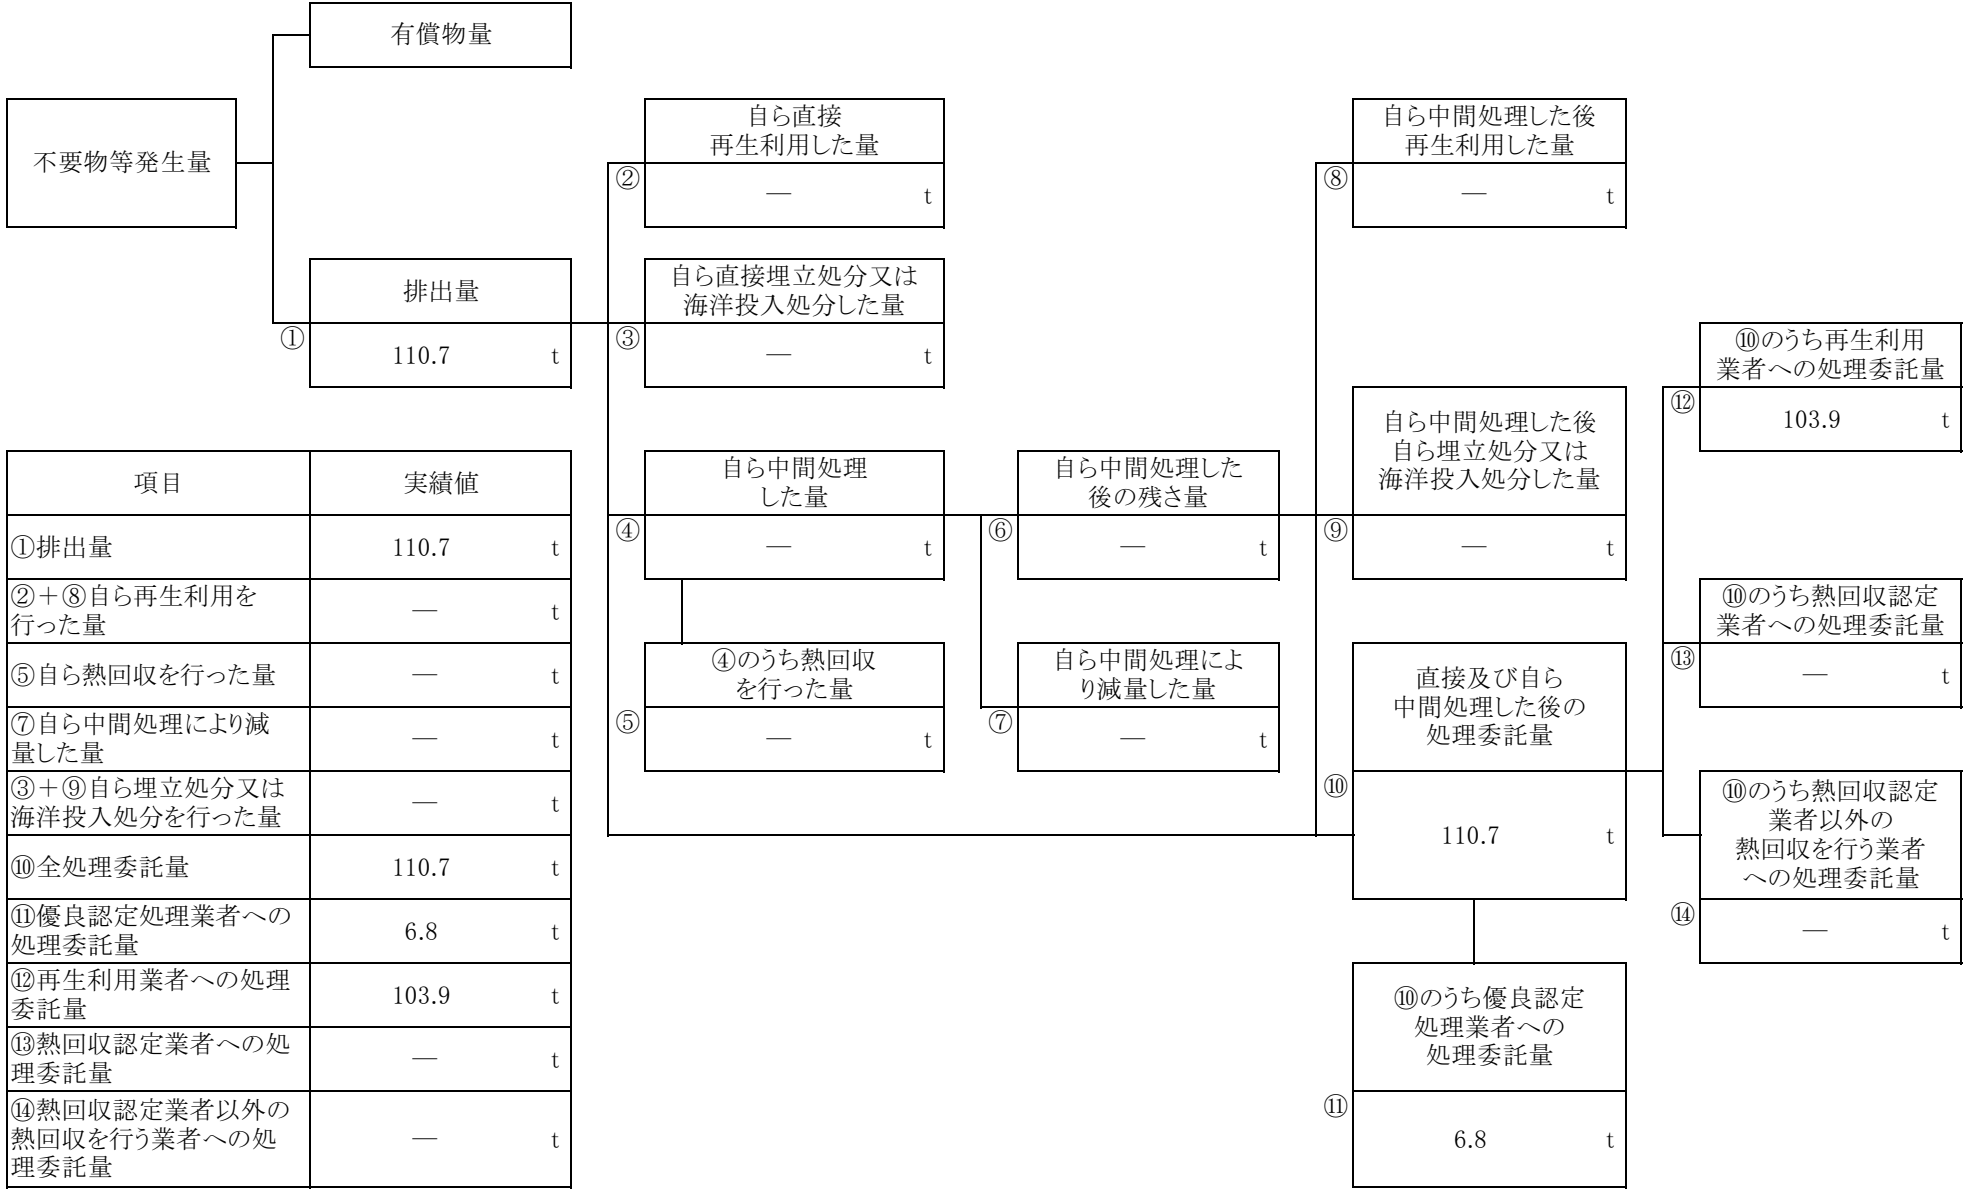 有償物量
不要物等発生量
排出量
①
110.7 t
自ら直接
再生利用した量
②
― t
自ら直接埋立処分又は
海洋投入処分した量
③
― t
自ら中間処理
した量
④
― t
④のうち熱回収
を行った量
⑤
― t
自ら中間処理した
後の残さ量
⑥
― t
自ら中間処理によ
り減量した量
⑦
― t
自ら中間処理した後
再生利用した量
⑧
― t
自ら中間処理した後
自ら埋立処分又は
海洋投入処分した量
⑨
― t
直接及び自ら
中間処理した後の
処理委託量
⑩
110.7 t
⑩のうち優良認定
処理業者への
処理委託量
⑪
6.8 t
⑩のうち再生利用
業者への処理委託量
⑫
103.9 t
⑩のうち熱回収認定
業者への処理委託量
⑬
― t
⑩のうち熱回収認定
業者以外の
熱回収を行う業者
への処理委託量
⑭
― t
項目 実績値
①排出量 110.7 t
②＋⑧自ら再生利用を
行った量 ― t
⑤自ら熱回収を行った量 ― t
⑦自ら中間処理により減
量した量 ― t
③＋⑨自ら埋立処分又は
海洋投入処分を行った量 ― t
⑩全処理委託量 110.7 t
⑪優良認定処理業者への
処理委託量 6.8 t
⑫再生利用業者への処理
委託量 103.9 t
⑬熱回収認定業者への処
理委託量 ― t
⑭熱回収認定業者以外の
熱回収を行う業者への処
理委託量 ― t